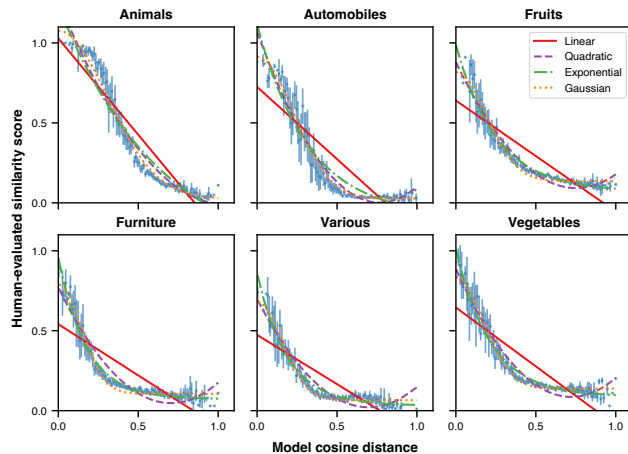 Animals
Automobiles
Fruits
1.0
0.5
0.0
Linear
Quadratic
Exponential
Gaussian
Human-evaluated similarity score
Furniture
Various
Vegetables
1.0
0.5
0.0
0.0
0.5
1.0
0.0
0.5
1.0
0.0
0.5
1.0
Model cosine distance